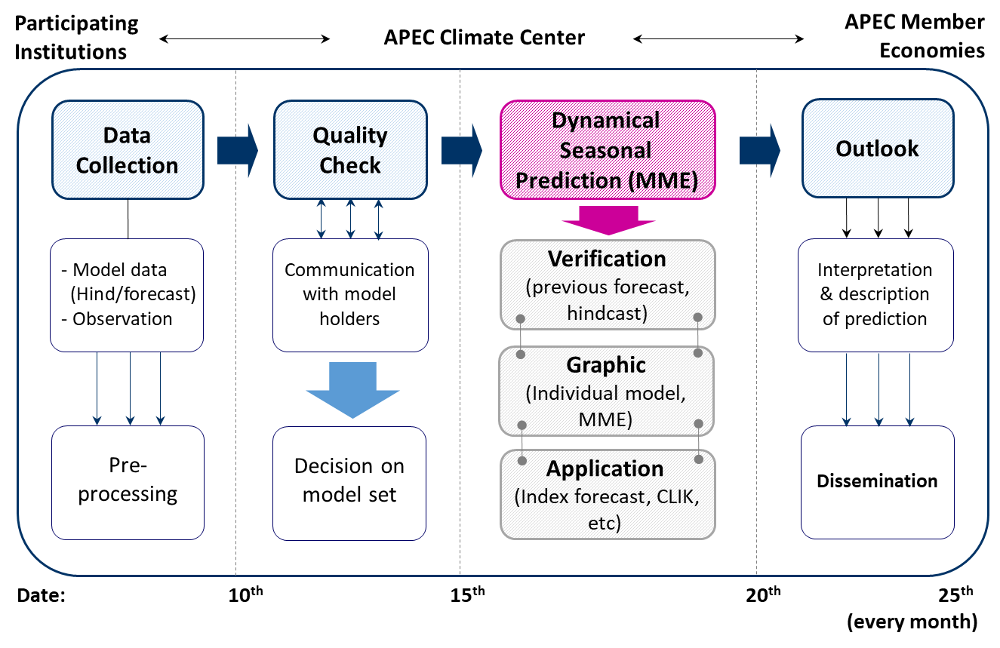 Participating
Institutions
APEC Climate Center
APEC Member
Economies
Data
Collection
- Model data
(Hind/forecast)
- Observation
Pre-
processing
Quality
Check
Communication
with model
holders
Decision on
model set
Dynamical
Seasonal
Prediction (MME)
Verification
(previous forecast,
hindcast)
Graphic
(Individual model,
MME)
Application
(Index forecast, CLIK,
etc)
Outlook
Interpretation
& description
of prediction
Dissemination
Date: 10th 15th 20th 25th
(every month)